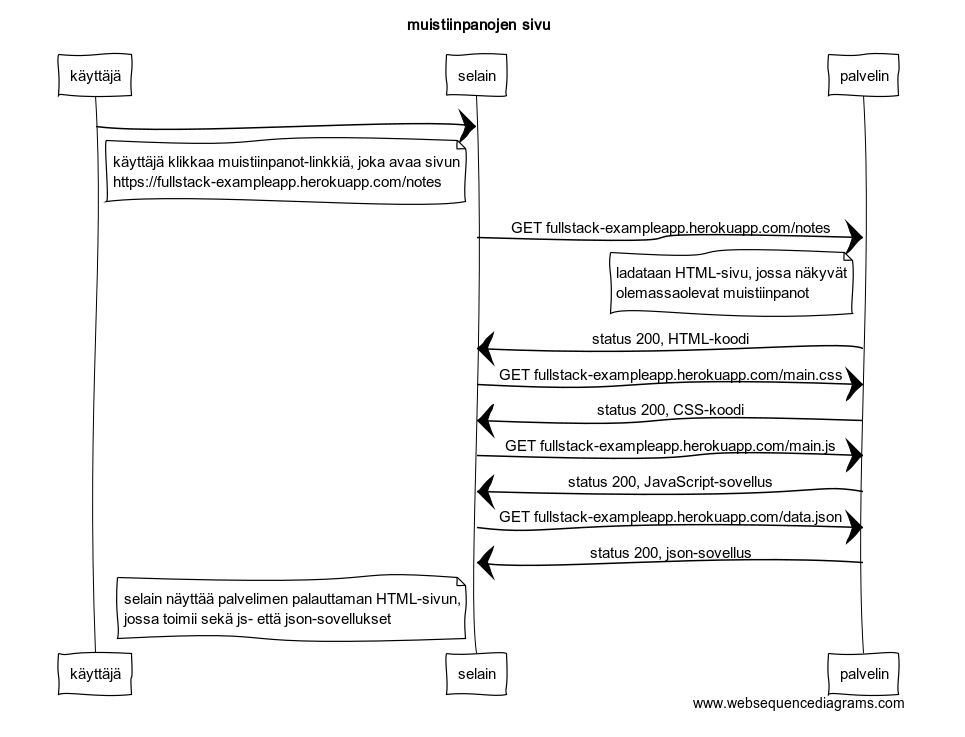 muistiinpanojen sivu
käyttäjä
selain
palvelin
käyttäjä klikkaa muistiinpanot-linkkiä, joka avaa sivun
https://fullstack-exampleapp.herokuapp.com/notes
GET fullstack-exampleapp.herokuapp.com/notes
ladataan HTML-sivu, jossa näkyvät
olemassaolevat muistiinpanot
status 200, HTML-koodi
GET fullstack-exampleapp.herokuapp.com/main.css
status 200, CSS-koodi
GET fullstack-exampleapp.herokuapp.com/main.js
status 200, JavaScript-sovellus
GET fullstack-exampleapp.herokuapp.com/data.json
status 200, json-sovellus
selain näyttää palvelimen palauttaman HTML-sivun,
jossa toimii sekä js- että json-sovellukset
käyttäjä
selain
palvelin
www.websequencediagrams.com